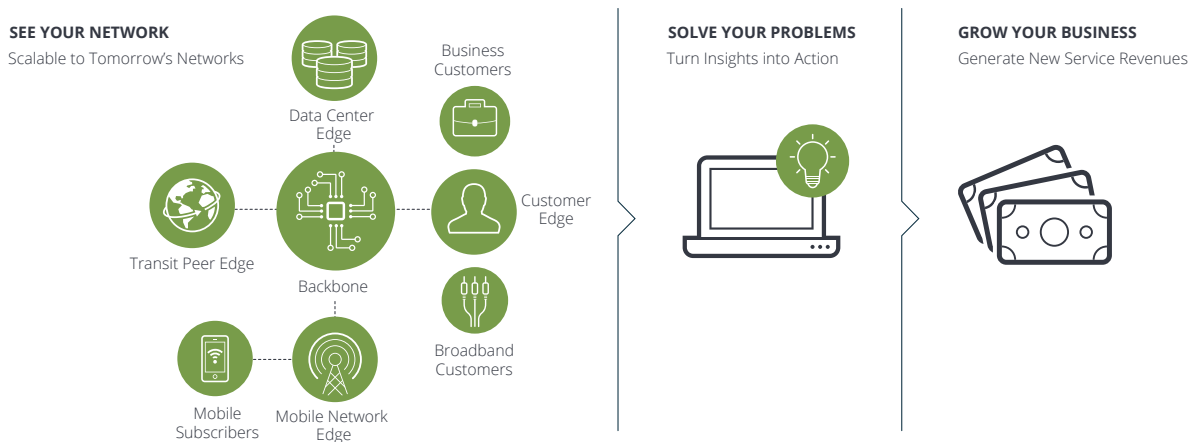 SEE YOUR NETWORK
Scalable to Tomorrow’s Networks
Data Center
Edge
Business
Customers
Transit Peer Edge
Backbone
Customer
Edge
Broadband
Customers
Mobile
Subscribers
Mobile Network
Edge
SOLVE YOUR PROBLEMS
Turn Insights into Action
GROW YOUR BUSINESS
Generate New Service Revenues